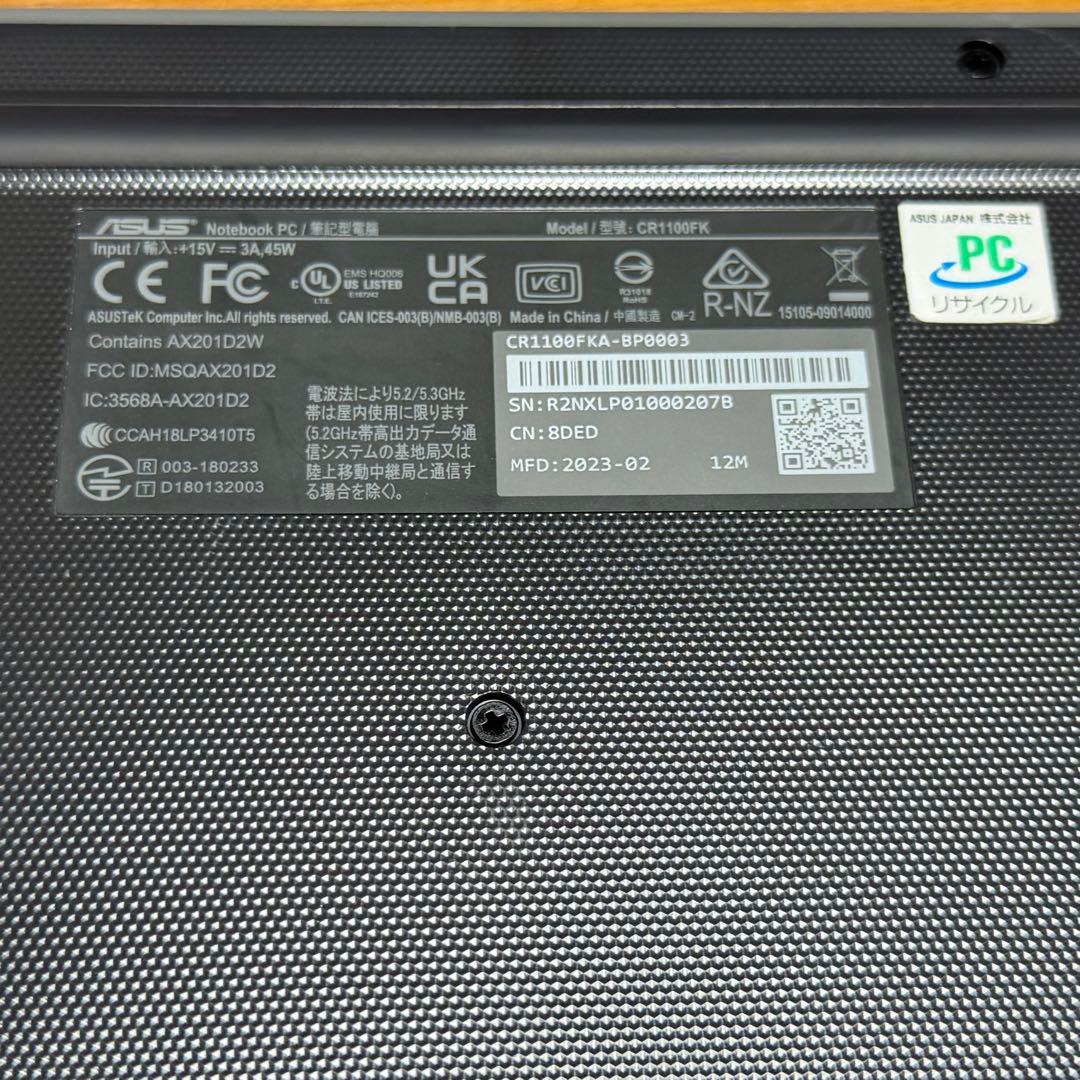 ASUS® Notebook PC / 筆記型電腦 Model / 型號: CR1100FK
Input / 輸入:+15V ⎓ 3A,45W
CE FC c UL US LISTED I.T.E. EMS HQ006 E187242 UK CA VCI R31018 RoHS R-NZ
ASUSTeK Computer Inc.All rights reserved. CAN ICES-003(B)/NMB-003(B) Made in China / 中國製造 CM-2 15105-09014000
Contains AX201D2W
FCC ID:MSQAX201D2
IC:3568A-AX201D2
CCAH18LP3410T5
R 003-180233
T D180132003
電波法により5.2/5.3GHz
帯は屋内使用に限ります
(5.2GHz帯高出力データ通
信システムの基地局又は
陸上移動中継局と通信す
る場合を除く)。
CR1100FKA-BP0003
SN:R2NXLP01000207B
CN:8DED
MFD:2023-02 12M
ASUS JAPAN 株式会社
PC
リサイクル